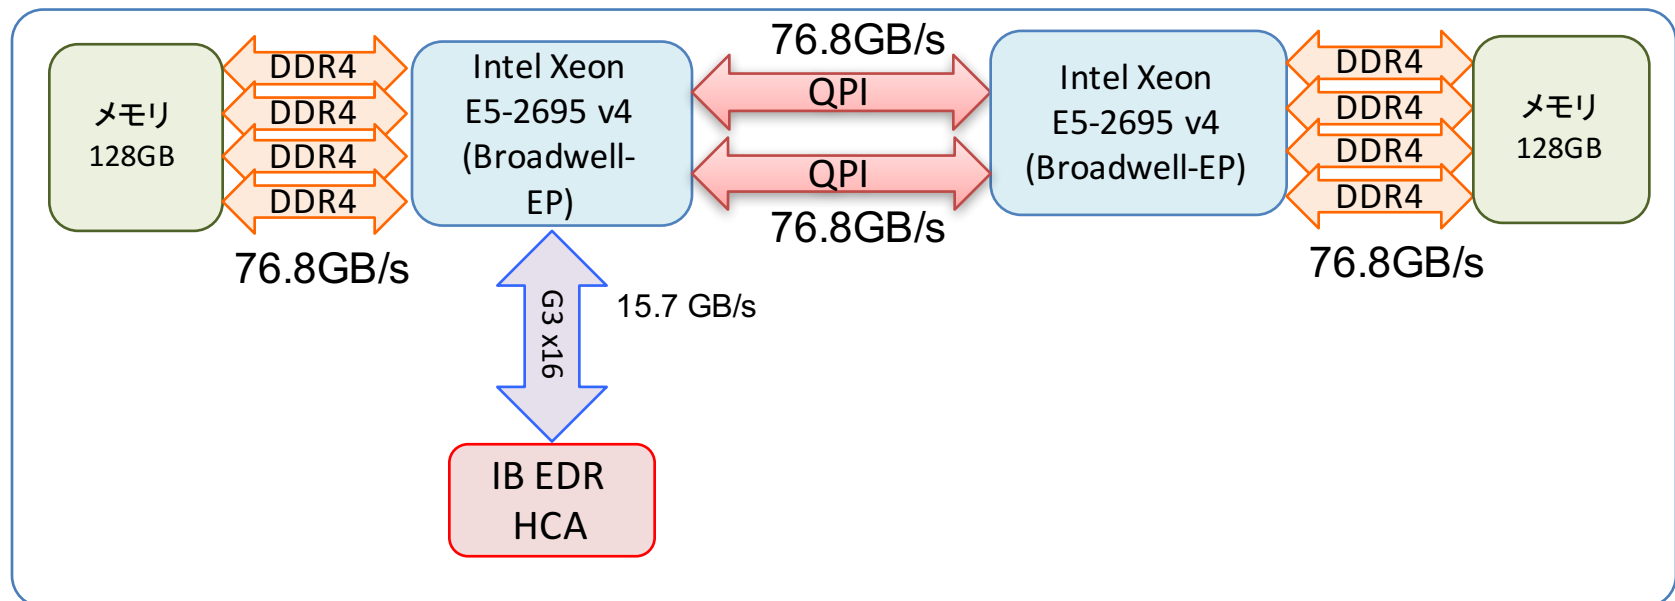 メモリ
128GB
DDR4
DDR4
DDR4
DDR4
76.8GB/s
Intel Xeon
E5-2695 v4
(Broadwell-
EP)
76.8GB/s
QPI
QPI
76.8GB/s
Intel Xeon
E5-2695 v4
(Broadwell-EP)
DDR4
DDR4
DDR4
DDR4
76.8GB/s
メモリ
128GB
G3 x16
15.7 GB/s
IB EDR
HCA